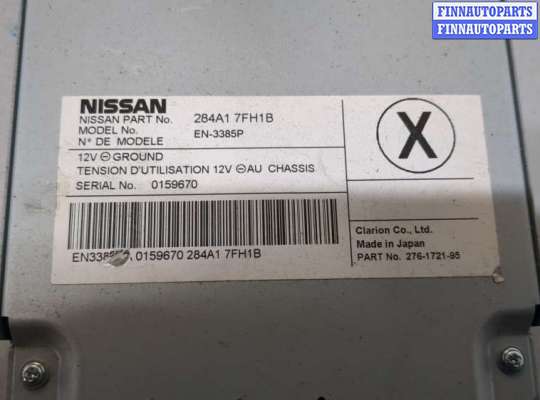 FINNAUTOPARTS
FINNAUTOPARTS
NISSAN
NISSAN PART No. 284A1 7FH1B
MODEL No. EN-3385P
N° DE MODELE
12V ⊖ GROUND
TENSION D'UTILISATION 12V ⊖ AU CHASSIS
SERIAL No. 0159670
X
0159670 284A1 7FH1B
Clarion Co., Ltd.
Made in Japan
PART No. 276-1721-95